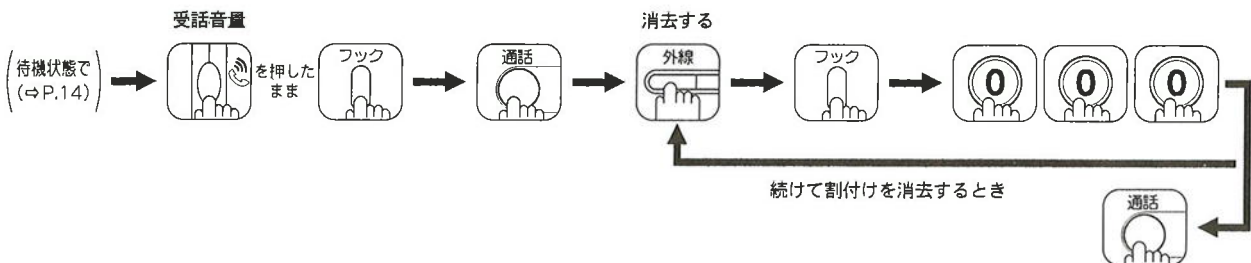 受話音量
消去する
待機状態で
(⇨P.14)
を押した
まま
フック
通話
外線
フック
0
0
0
続けて割付けを消去するとき
通話